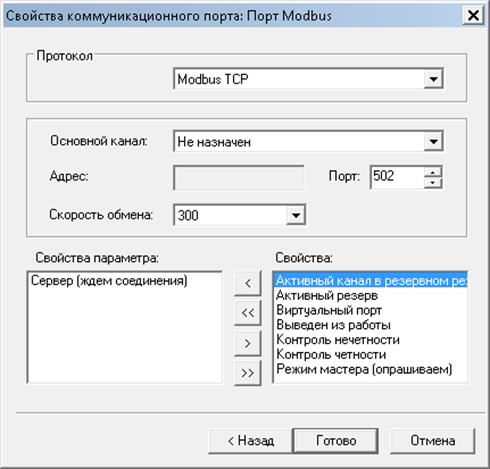 Свойства коммуникационного порта: Порт Modbus
Протокол
Modbus TCP
Основной канал: Не назначен
Адрес: Порт: 502
Скорость обмена: 300
Свойства параметра: Свойства:
Сервер (ждем соединения)
<
<<
>
>>
Активный канал в резервном ре
Активный резерв
Виртуальный порт
Выведен из работы
Контроль нечетности
Контроль четности
Режим мастера (опрашиваем)
< Назад Готово Отмена